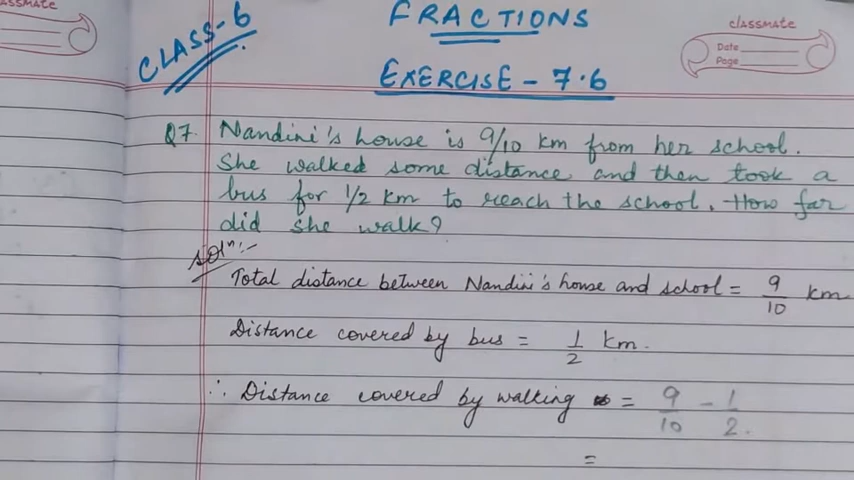 CLASSMATE
FRACTIONS
classmate
CLASS-6
Date
Page
EXERCISE - 7.6
Q7. Nandini's house is 9/10 km from her school.
She walked some distance and then took a
bus for 1/2 km to reach the school. How far
did she walk?
Solⁿ:-
Total distance between Nandini's house and school = 9/10 km
Distance covered by bus = 1/2 km.
∴ Distance covered by walking = 9/10 - 1/2.
=